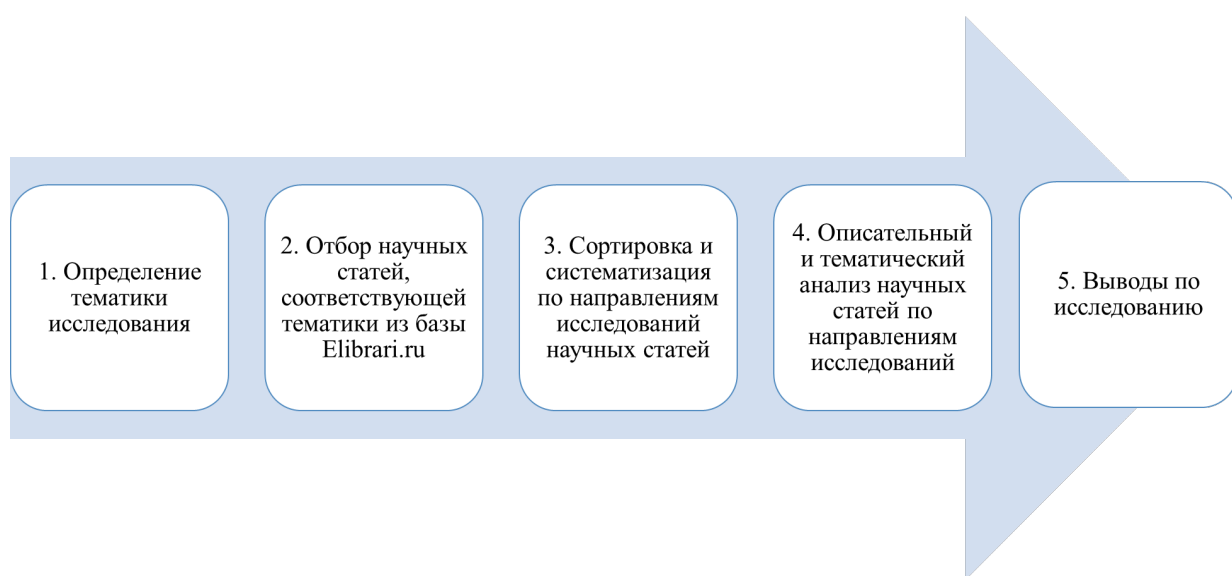 1. Определение
тематики
исследования
2. Отбор научных
статей,
соответствующей
тематики из базы
Elibrari.ru
3. Сортировка и
систематизация
по направлениям
исследований
научных статей
4. Описательный
и тематический
анализ научных
статей по
направлениям
исследований
5. Выводы по
исследованию